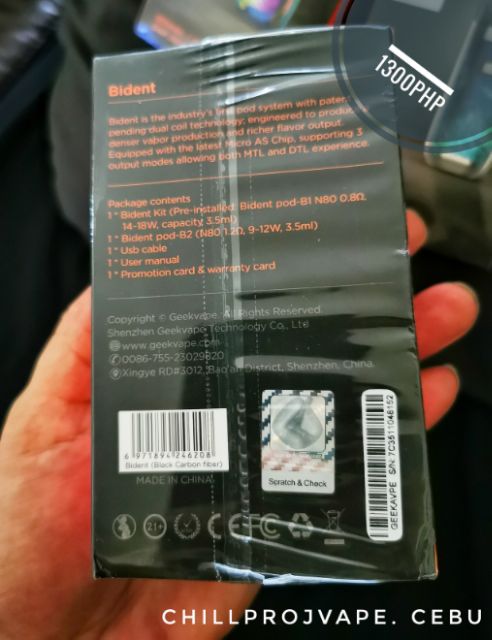 1300PHP
Bident
Bident is the industry's first pod system with patent
pending dual coil technology; engineered to produce
denser vapor production and richer flavor output.
Equipped with the latest Micro AS Chip, supporting 3
output modes allowing both MTL and DTL experience.
Package contents
1 * Bident Kit (Pre-installed: Bident pod-B1 N80 0.8Ω,
14-18W, capacity 3.5ml)
1 * Bident pod-B2 (N80 1.2Ω, 9-12W, 3.5ml)
1 * Usb cable
1 * User manual
1 * Promotion card & warranty card
Copyright © Geekvape. All Rights Reserved.
Shenzhen Geekvape Technology Co., Ltd
www.geekvape.com
0086-755-23029820
Xingye RD#3012, Bao'an District, Shenzhen, China.
6 971894 246208
Bident (Black Carbon fiber)
MADE IN CHINA
Scratch & Check
GEEKAVPE S/N:7C3511048152
21+
CHILLPROJVAPE. CEBU